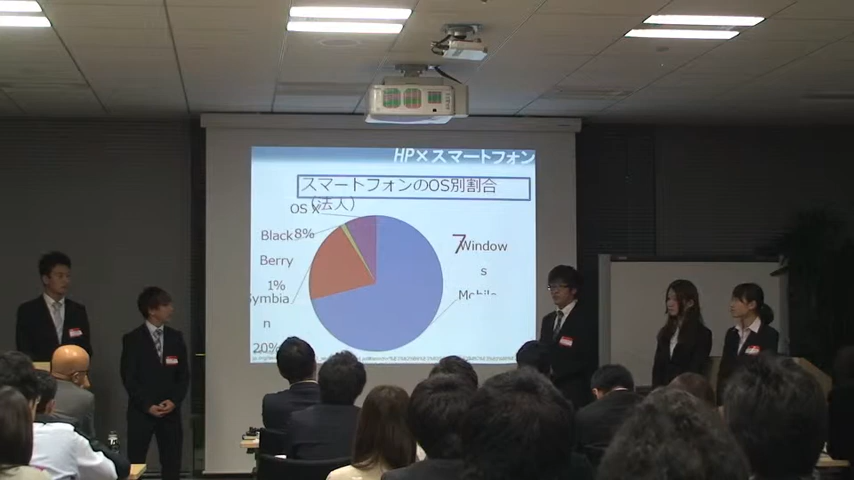 HP×スマートフォン
スマートフォンのOS別割合
(法人)
OS X
8%
Black
Berry
1%
Symbia
n
20%
7
Window
s
Mobile